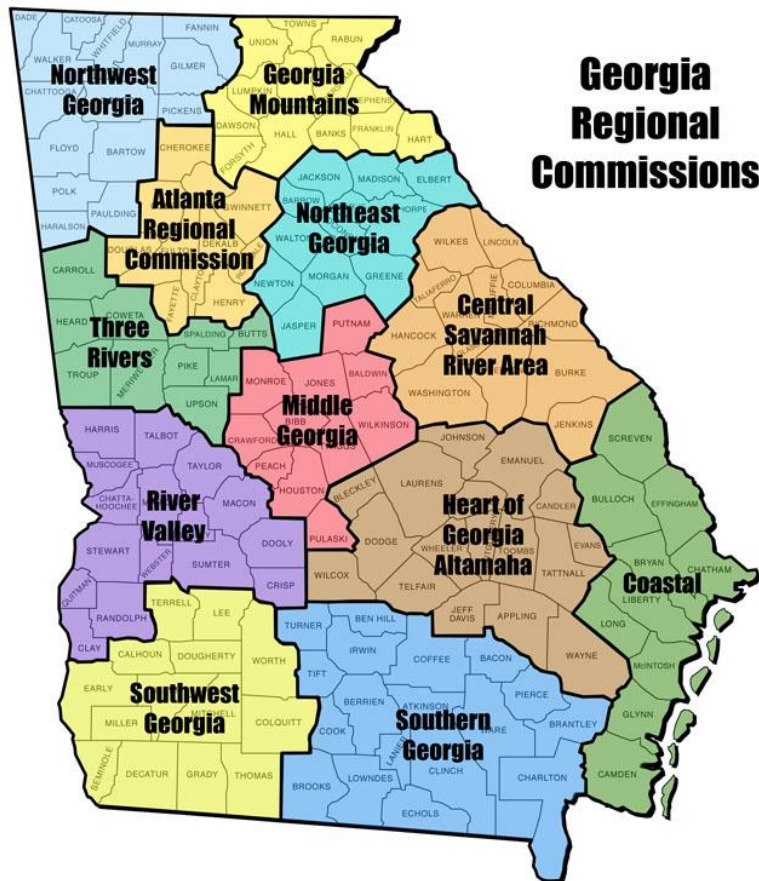 Georgia
Regional
Commissions
Northwest
Georgia
DADE
CATOOSA
WHITFIELD
MURRAY
FANNIN
WALKER
GILMER
CHATTOOGA
PICKENS
FLOYD
BARTOW
POLK
PAULDING
HARALSON
Georgia
Mountains
TOWNS
UNION
RABUN
LUMPKIN
DAWSON
HALL
BANKS
FRANKLIN
HART
FORSYTH
Atlanta
Regional
Commission
CHEROKEE
GWINNETT
DOUGLAS
DEKALB
FAYETTE
CLAYTON
HENRY
Northeast
Georgia
JACKSON
MADISON
ELBERT
BARROW
WALTON
NEWTON
MORGAN
GREENE
JASPER
Central
Savannah
River Area
WILKES
LINCOLN
TALIAFERRO
COLUMBIA
WARREN
RICHMOND
HANCOCK
BURKE
WASHINGTON
JENKINS
Three
Rivers
CARROLL
HEARD
COWETA
SPALDING
BUTTS
TROUP
MERIWETHER
PIKE
LAMAR
UPSON
Middle
Georgia
PUTNAM
MONROE
JONES
BALDWIN
BIBB
WILKINSON
CRAWFORD
PEACH
HOUSTON
PULASKI
River
Valley
HARRIS
TALBOT
MUSCOGEE
TAYLOR
CHATTA-
HOOCHEE
MACON
STEWART
WEBSTER
SUMTER
DOOLY
CRISP
QUITMAN
RANDOLPH
CLAY
Heart of
Georgia
Altamaha
JOHNSON
EMANUEL
BLECKLEY
LAURENS
CANDLER
DODGE
WHEELER
TOOMBS
EVANS
TATTNALL
WILCOX
TELFAIR
JEFF
DAVIS
APPLING
WAYNE
Coastal
SCREVEN
BULLOCH
EFFINGHAM
BRYAN
CHATHAM
LIBERTY
LONG
McINTOSH
GLYNN
CAMDEN
Southwest
Georgia
TERRELL
LEE
CALHOUN
DOUGHERTY
WORTH
EARLY
MITCHELL
MILLER
COLQUITT
SEMINOLE
DECATUR
GRADY
THOMAS
Southern
Georgia
TURNER
BEN HILL
IRWIN
TIFT
COFFEE
BACON
BERRIEN
ATKINSON
PIERCE
COOK
LANIER
WARE
BRANTLEY
BROOKS
LOWNDES
CLINCH
CHARLTON
ECHOLS